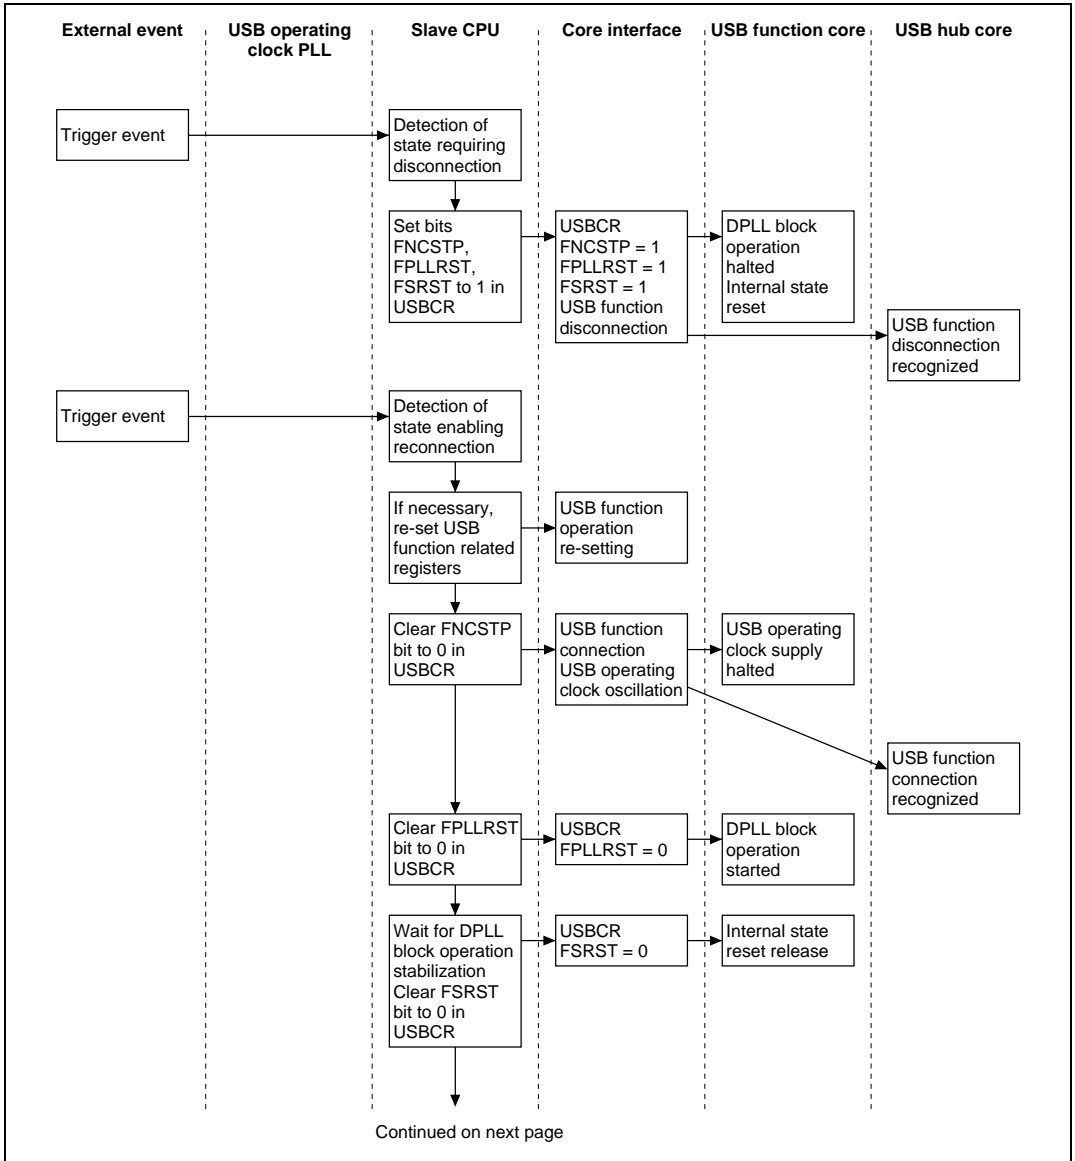 External event
USB operating
clock PLL
Slave CPU
Core interface
USB function core
USB hub core
Trigger event
Detection of
state requiring
disconnection
Set bits
FNCSTP,
FPLLRST,
FSRST to 1 in
USBCR
USBCR
FNCSTP = 1
FPLLRST = 1
FSRST = 1
USB function
disconnection
DPLL block
operation
halted
Internal state
reset
USB function
disconnection
recognized
Trigger event
Detection of
state enabling
reconnection
If necessary,
re-set USB
function related
registers
USB function
operation
re-setting
Clear FNCSTP
bit to 0 in
USBCR
USB function
connection
USB operating
clock oscillation
USB operating
clock supply
halted
USB function
connection
recognized
Clear FPLLRST
bit to 0 in
USBCR
USBCR
FPLLRST = 0
DPLL block
operation
started
Wait for DPLL
block operation
stabilization
Clear FSRST
bit to 0 in
USBCR
USBCR
FSRST = 0
Internal state
reset release
Continued on next page